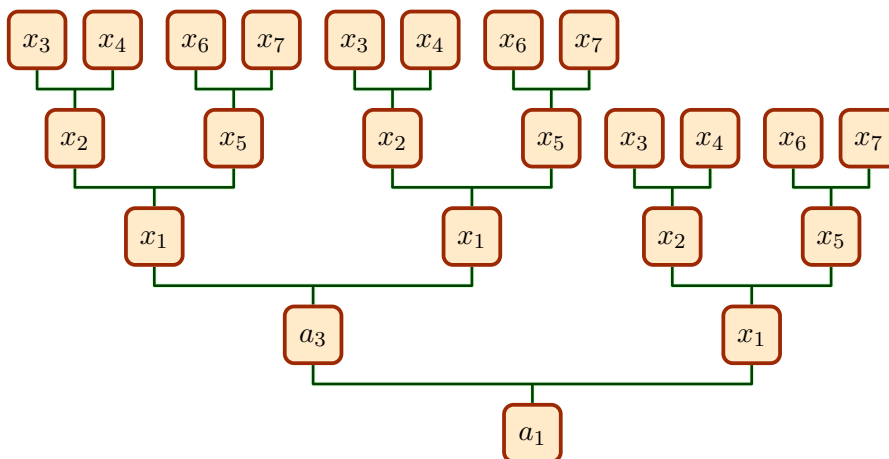 x₃ x₄ x₆ x₇ x₃ x₄ x₆ x₇
x₂ x₅ x₂ x₅ x₃ x₄ x₆ x₇
x₁ x₁ x₂ x₅
a₃ x₁
a₁